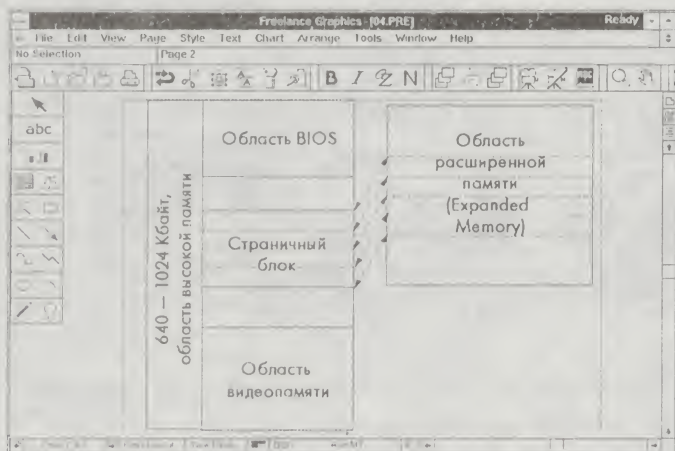 Freelance Graphics - [04.PRE]
Ready
File Edit View Page Style Text Chart Arrange Tools Window Help
No Selection
Page 2
B I N
abc
640 — 1024 Кбайт,
область высокой памяти
Область BIOS
Страничный
блок
Область
видеопамяти
Область
расширенной
памяти
(Expanded
Memory)